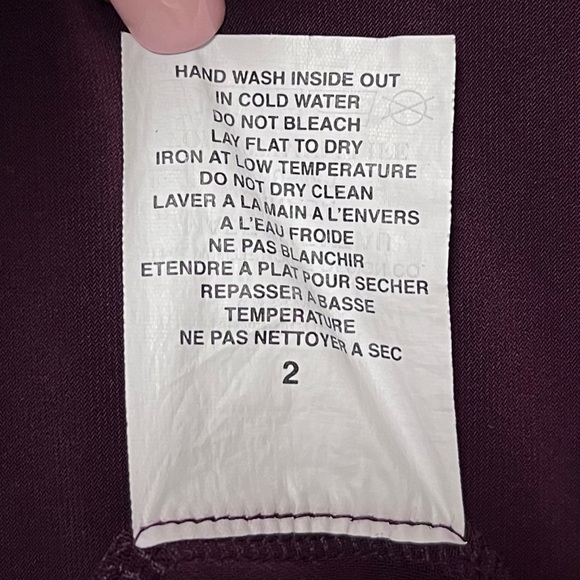 HAND WASH INSIDE OUT
IN COLD WATER
DO NOT BLEACH
LAY FLAT TO DRY
IRON AT LOW TEMPERATURE
DO NOT DRY CLEAN
LAVER A LA MAIN A L'ENVERS
A L'EAU FROIDE
NE PAS BLANCHIR
ETENDRE A PLAT POUR SECHER
REPASSER A BASSE
TEMPERATURE
NE PAS NETTOYER A SEC
2